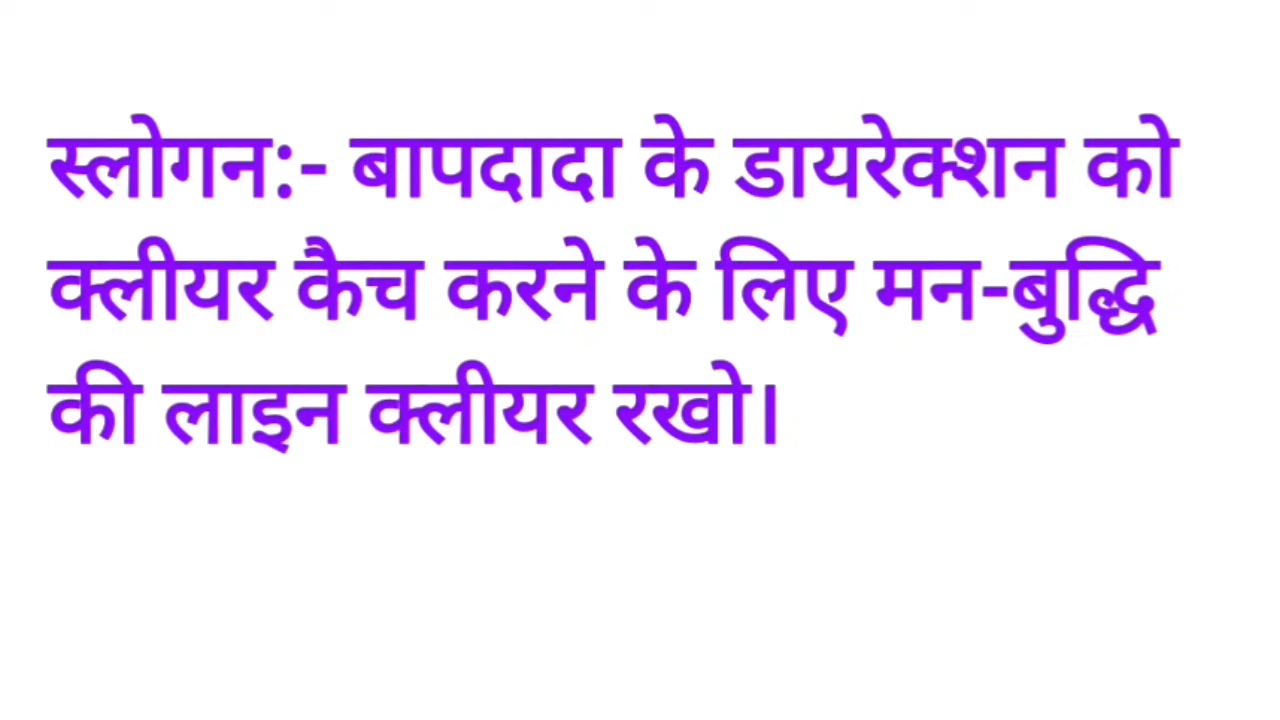 स्लोगन:- बापदादा के डायरेक्शन को
क्लीयर कैच करने के लिए मन-बुद्धि
की लाइन क्लीयर रखो।